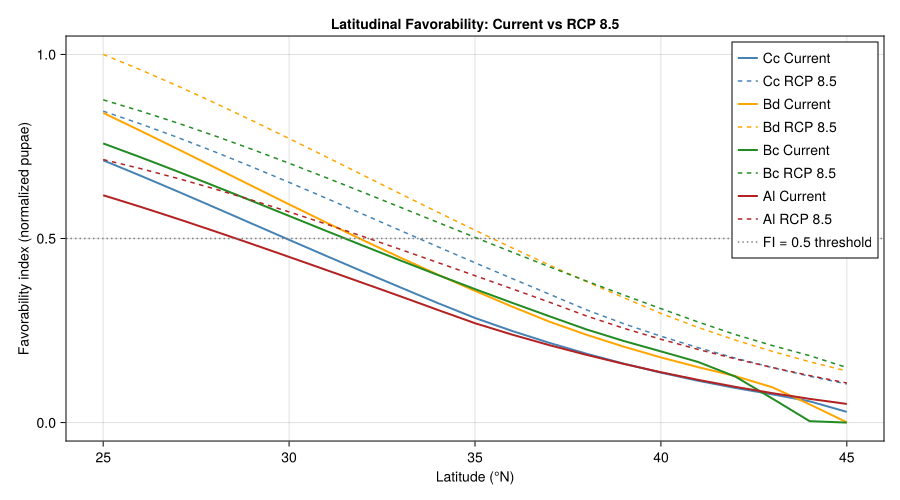 Latitudinal Favorability: Current vs RCP 8.5
Favorability index (normalized pupae)
1.0
0.5
0.0
25
30
35
40
45
Latitude (°N)
Cc Current
Cc RCP 8.5
Bd Current
Bd RCP 8.5
Bc Current
Bc RCP 8.5
Al Current
Al RCP 8.5
FI = 0.5 threshold